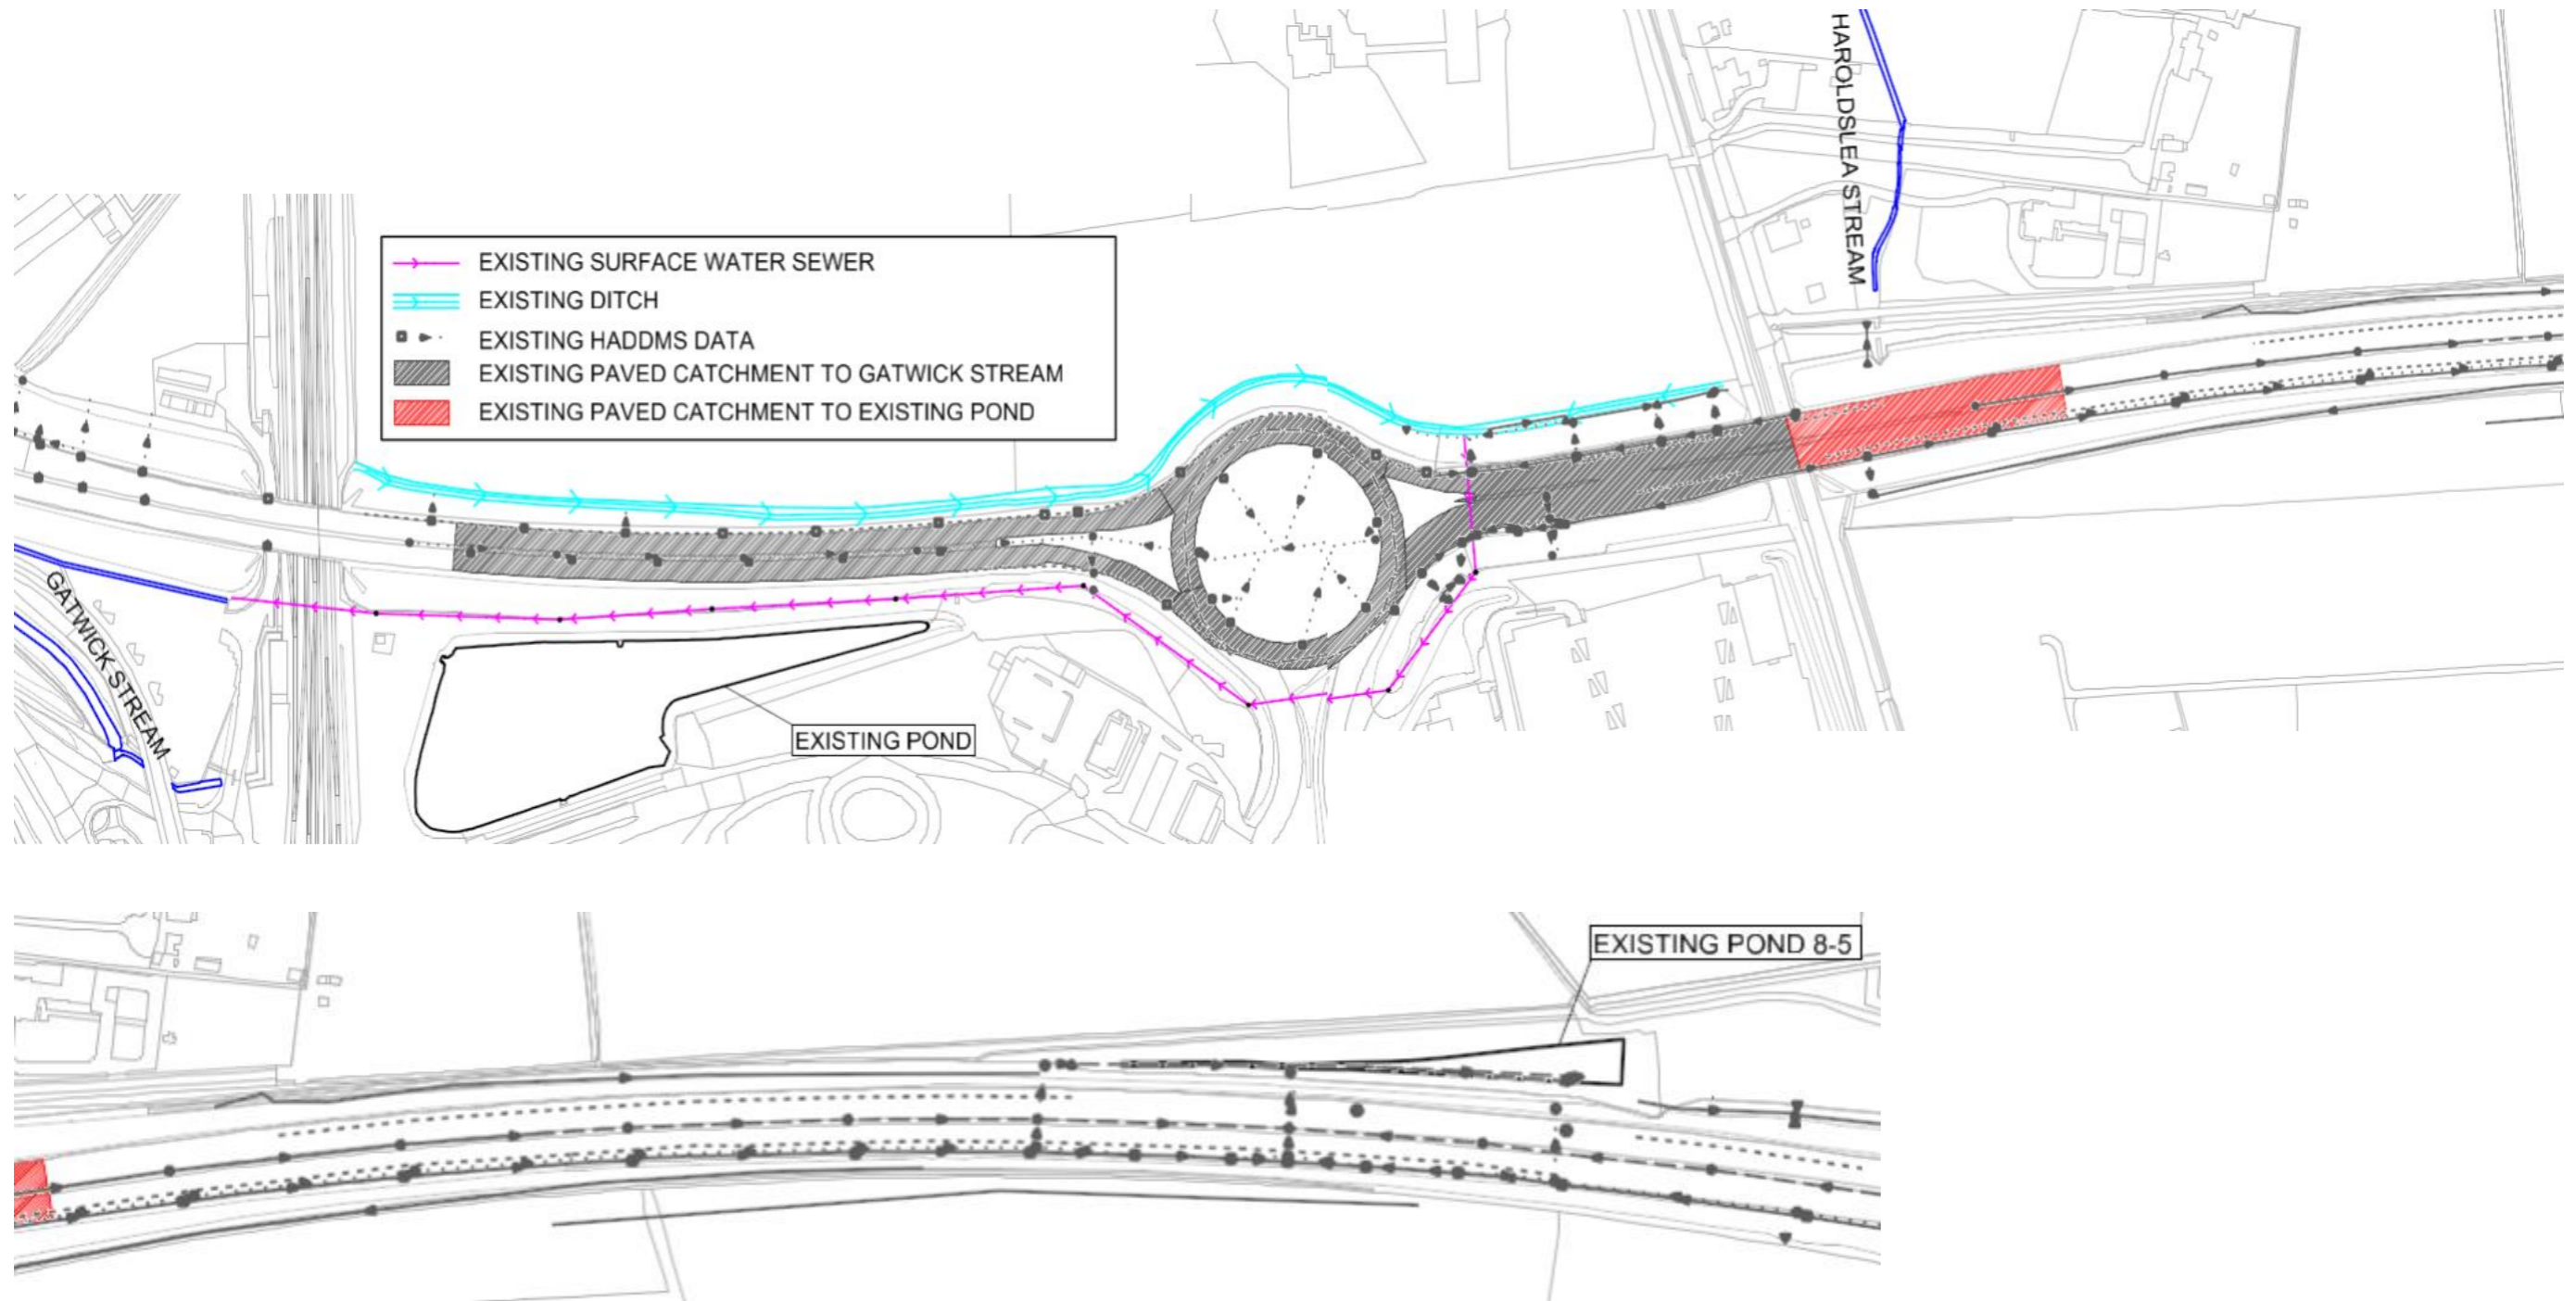 HAROLDSLEA STREAM
EXISTING SURFACE WATER SEWER
EXISTING DITCH
EXISTING HADDMS DATA
EXISTING PAVED CATCHMENT TO GATWICK STREAM
EXISTING PAVED CATCHMENT TO EXISTING POND
GATWICK STREAM
EXISTING POND
EXISTING POND 8-5